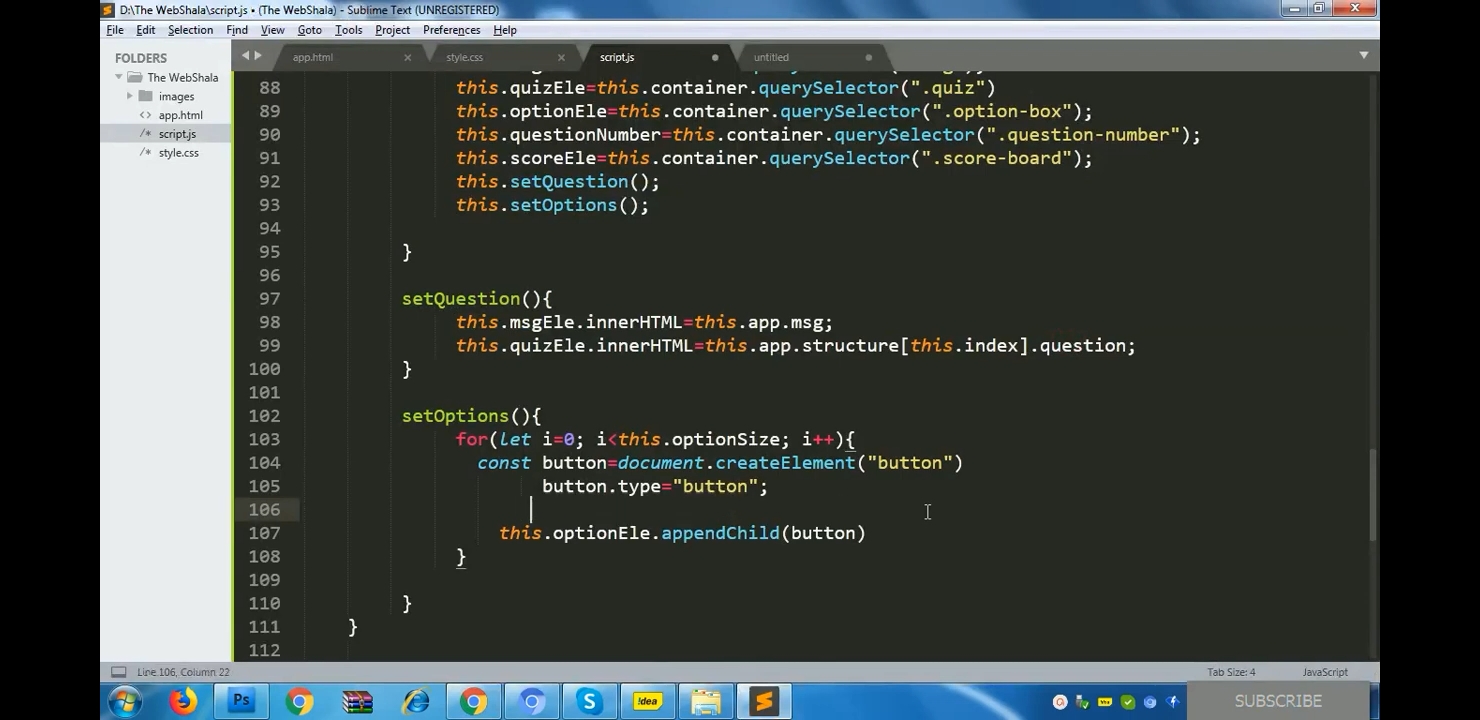 D:\The WebShala\script.js • (The WebShala) - Sublime Text (UNREGISTERED)
File Edit Selection Find View Goto Tools Project Preferences Help
FOLDERS
The WebShala
images
app.html
script.js
style.css
app.html style.css script.js untitled
88 this.quizEle=this.container.querySelector(".quiz")
89 this.optionEle=this.container.querySelector(".option-box");
90 this.questionNumber=this.container.querySelector(".question-number");
91 this.scoreEle=this.container.querySelector(".score-board");
92 this.setQuestion();
93 this.setOptions();
94
95 }
96
97 setQuestion(){
98 this.msgEle.innerHTML=this.app.msg;
99 this.quizEle.innerHTML=this.app.structure[this.index].question;
100 }
101
102 setOptions(){
103 for(let i=0; i<this.optionSize; i++){
104 const button=document.createElement("button")
105 button.type="button";
106
107 this.optionEle.appendChild(button)
108 }
109
110 }
111 }
112
Line 106, Column 22 Tab Size: 4 JavaScript
Ps !dea SUBSCRIBE